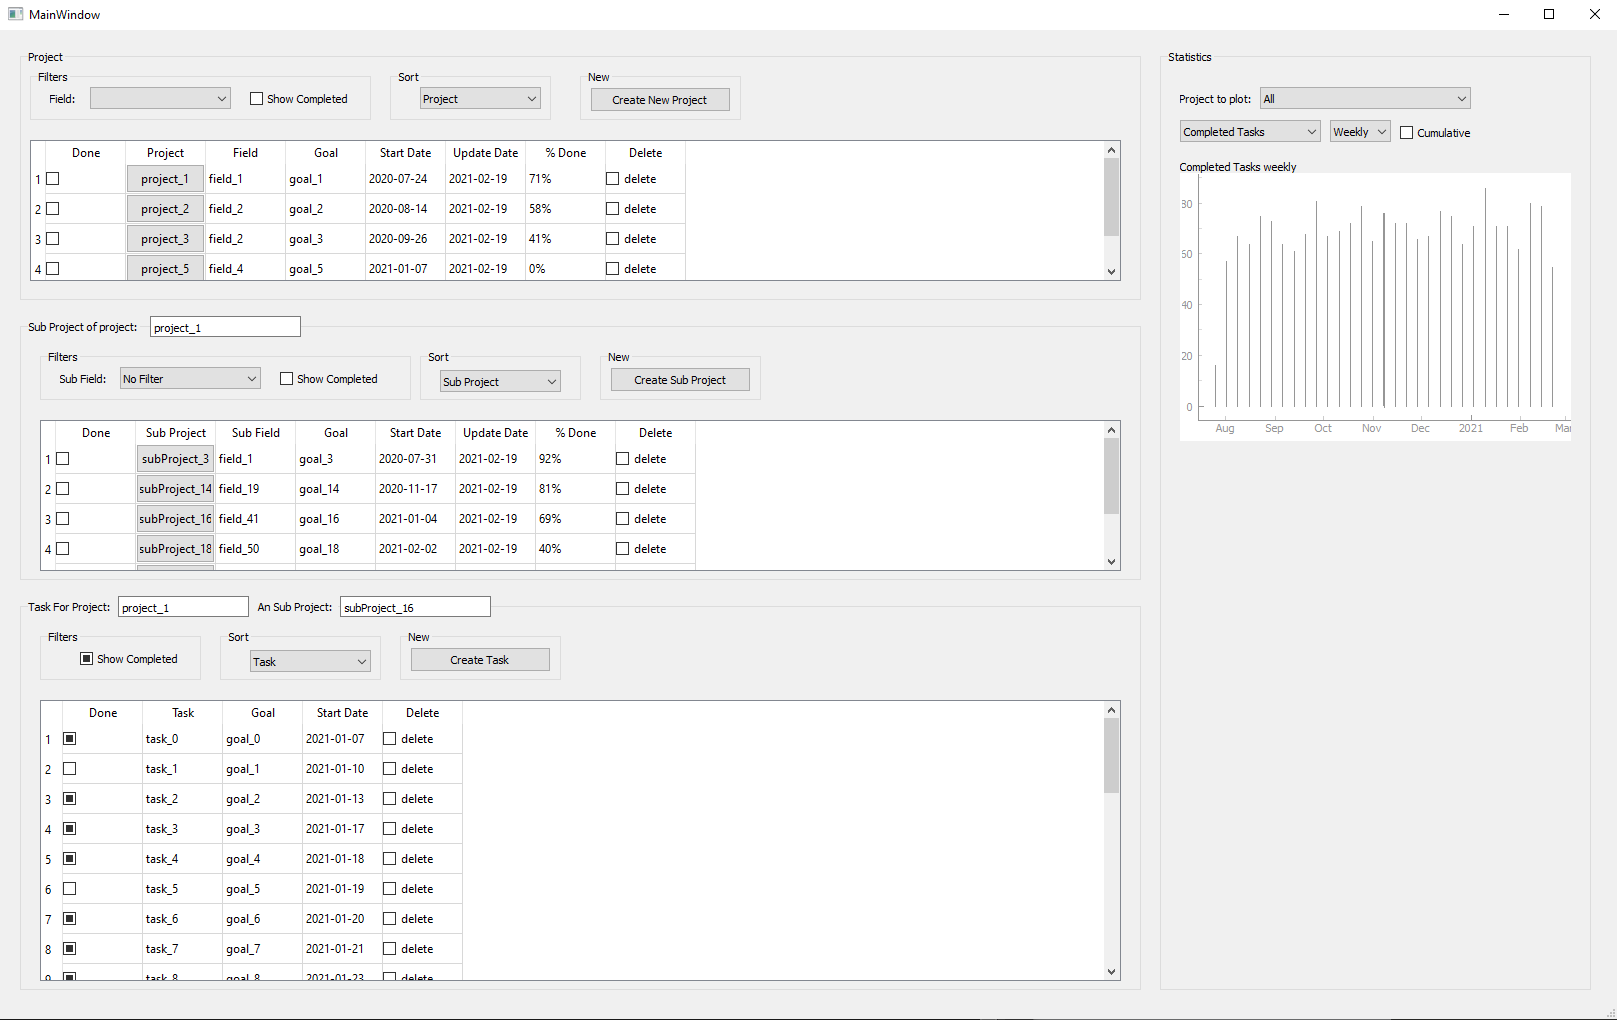 MainWindow
Project
Filters
Field:
Show Completed
Sort
Project
New
Create New Project
Done Project Field Goal Start Date Update Date % Done Delete
1 project_1 field_1 goal_1 2020-07-24 2021-02-19 71% delete
2 project_2 field_2 goal_2 2020-08-14 2021-02-19 58% delete
3 project_3 field_2 goal_3 2020-09-26 2021-02-19 41% delete
4 project_5 field_4 goal_5 2021-01-07 2021-02-19 0% delete
Sub Project of project: project_1
Filters
Sub Field: No Filter
Show Completed
Sort
Sub Project
New
Create Sub Project
Done Sub Project Sub Field Goal Start Date Update Date % Done Delete
1 subProject_3 field_1 goal_3 2020-07-31 2021-02-19 92% delete
2 subProject_14 field_19 goal_14 2020-11-17 2021-02-19 81% delete
3 subProject_16 field_41 goal_16 2021-01-04 2021-02-19 69% delete
4 subProject_18 field_50 goal_18 2021-02-02 2021-02-19 40% delete
Task For Project: project_1 An Sub Project: subProject_16
Filters
Show Completed
Sort
Task
New
Create Task
Done Task Goal Start Date Delete
1 task_0 goal_0 2021-01-07 delete
2 task_1 goal_1 2021-01-10 delete
3 task_2 goal_2 2021-01-13 delete
4 task_3 goal_3 2021-01-17 delete
5 task_4 goal_4 2021-01-18 delete
6 task_5 goal_5 2021-01-19 delete
7 task_6 goal_6 2021-01-20 delete
8 task_7 goal_7 2021-01-21 delete
9 task_8 goal_8 2021-01-23 delete
Statistics
Project to plot: All
Completed Tasks Weekly Cumulative
Completed Tasks weekly
80
60
40
20
0
Aug Sep Oct Nov Dec 2021 Feb Mar